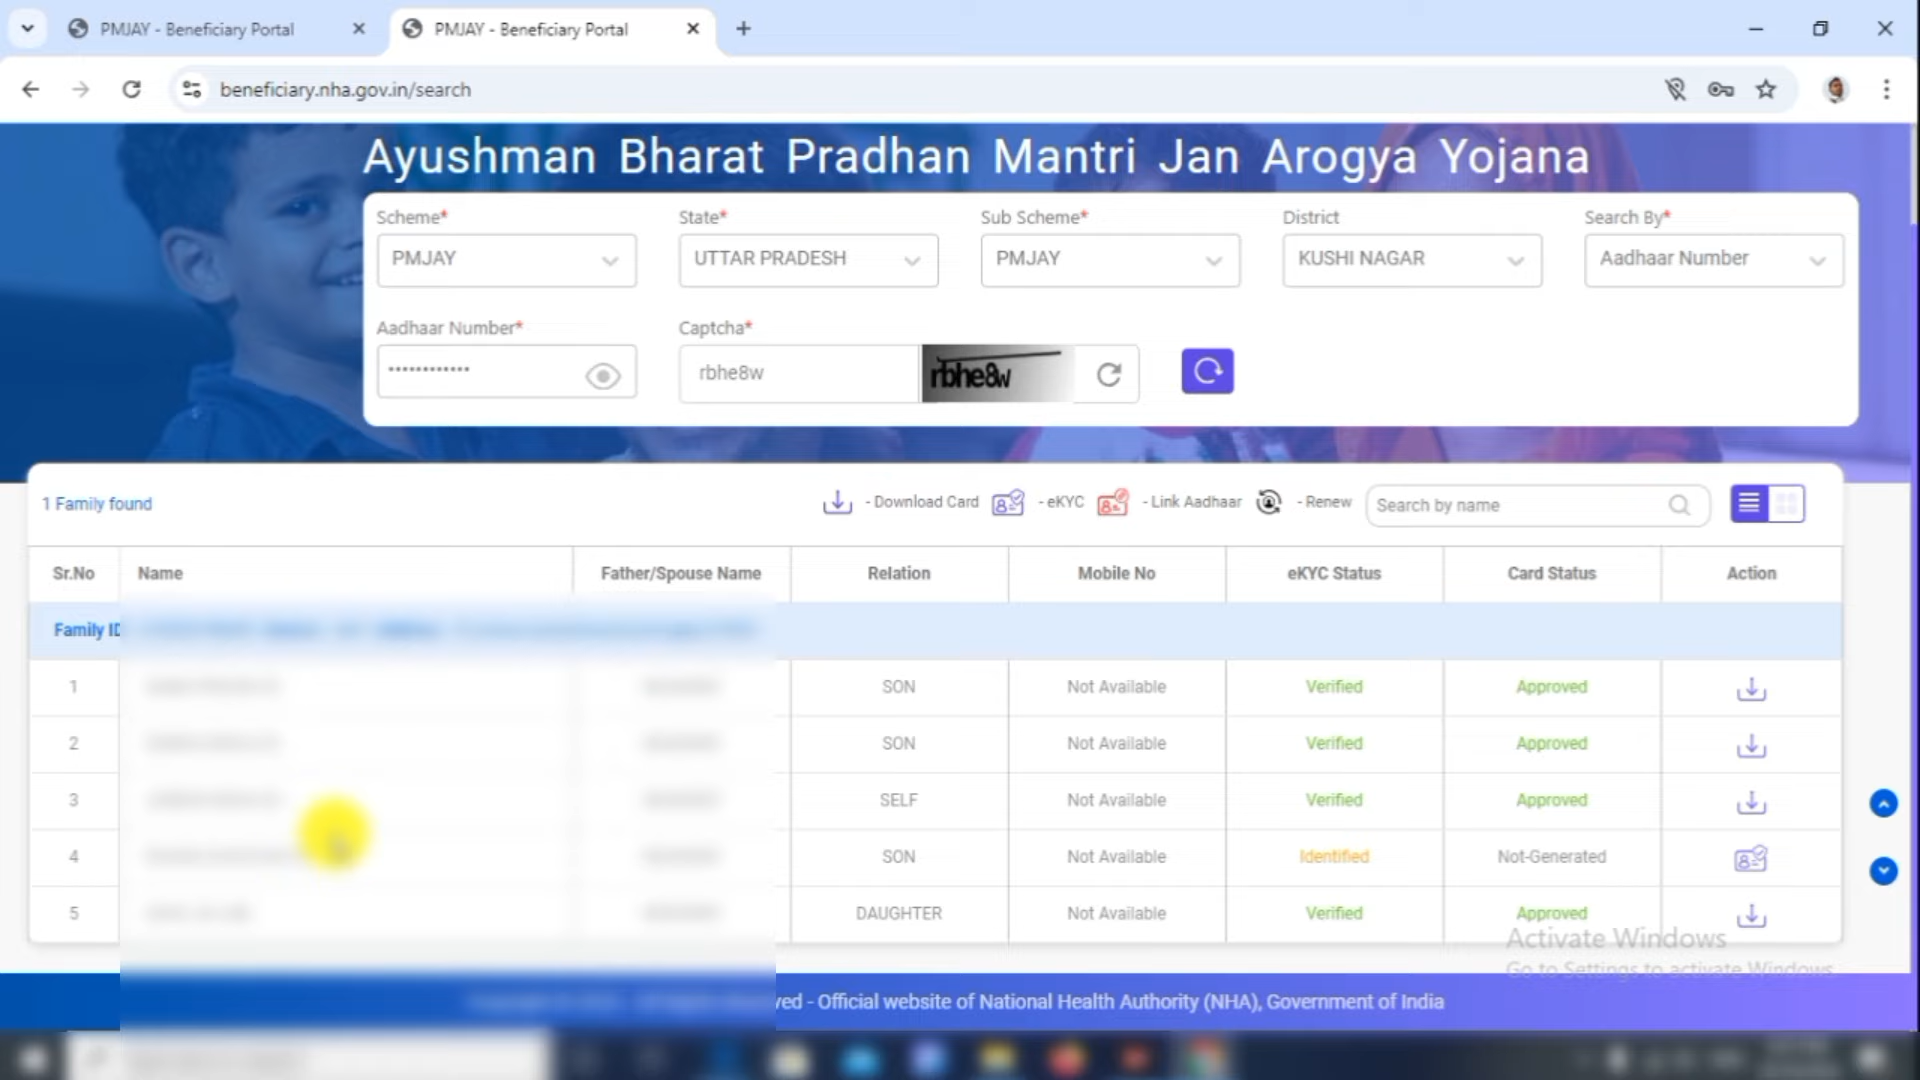 PMJAY - Beneficiary Portal
PMJAY - Beneficiary Portal
beneficiary.nha.gov.in/search
Ayushman Bharat Pradhan Mantri Jan Arogya Yojana
Scheme* State* Sub Scheme* District Search By*
PMJAY UTTAR PRADESH PMJAY KUSHI NAGAR Aadhaar Number
Aadhaar Number* Captcha*
•••••••••••• rbhe8w rbhe8w
1 Family found - Download Card - eKYC - Link Aadhaar - Renew Search by name
Sr.No Name Father/Spouse Name Relation Mobile No eKYC Status Card Status Action
Family ID
1 SON Not Available Verified Approved
2 SON Not Available Verified Approved
3 SELF Not Available Verified Approved
4 SON Not Available Identified Not-Generated
5 DAUGHTER Not Available Verified Approved
Activate Windows
Go to Settings to activate Windows.
- Official website of National Health Authority (NHA), Government of India